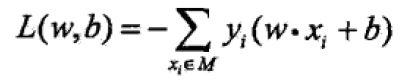 L(w,b) = -∑_{x_i∈M} y_i(w·x_i + b)